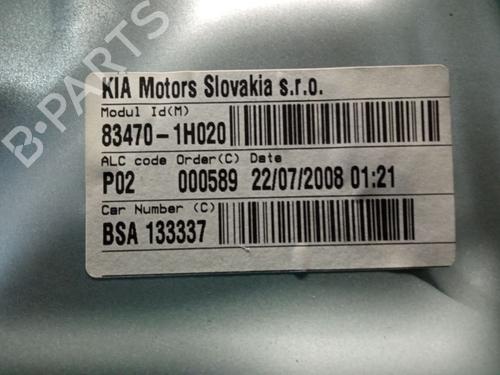 B-PARTS
KIA Motors Slovakia s.r.o.
Modul Id(M)
83470-1H020
ALC code Order(C) Date
P02 000589 22/07/2008 01:21
Car Number (C)
BSA 133337